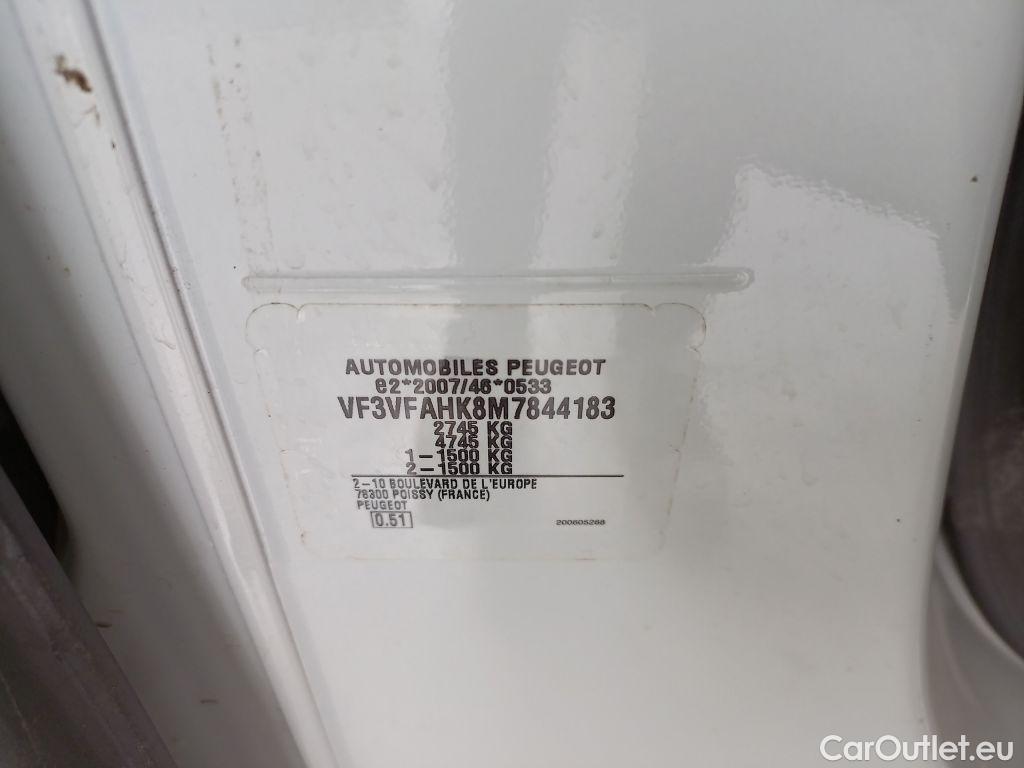 AUTOMOBILES PEUGEOT
e2*2007/46*0533
VF3VFAHK8M7844183
2745 KG
4745 KG
1-1500 KG
2-1500 KG
2-10 BOULEVARD DE L'EUROPE
78300 POISSY (FRANCE)
PEUGEOT
0.51
200605268
CarOutlet.eu